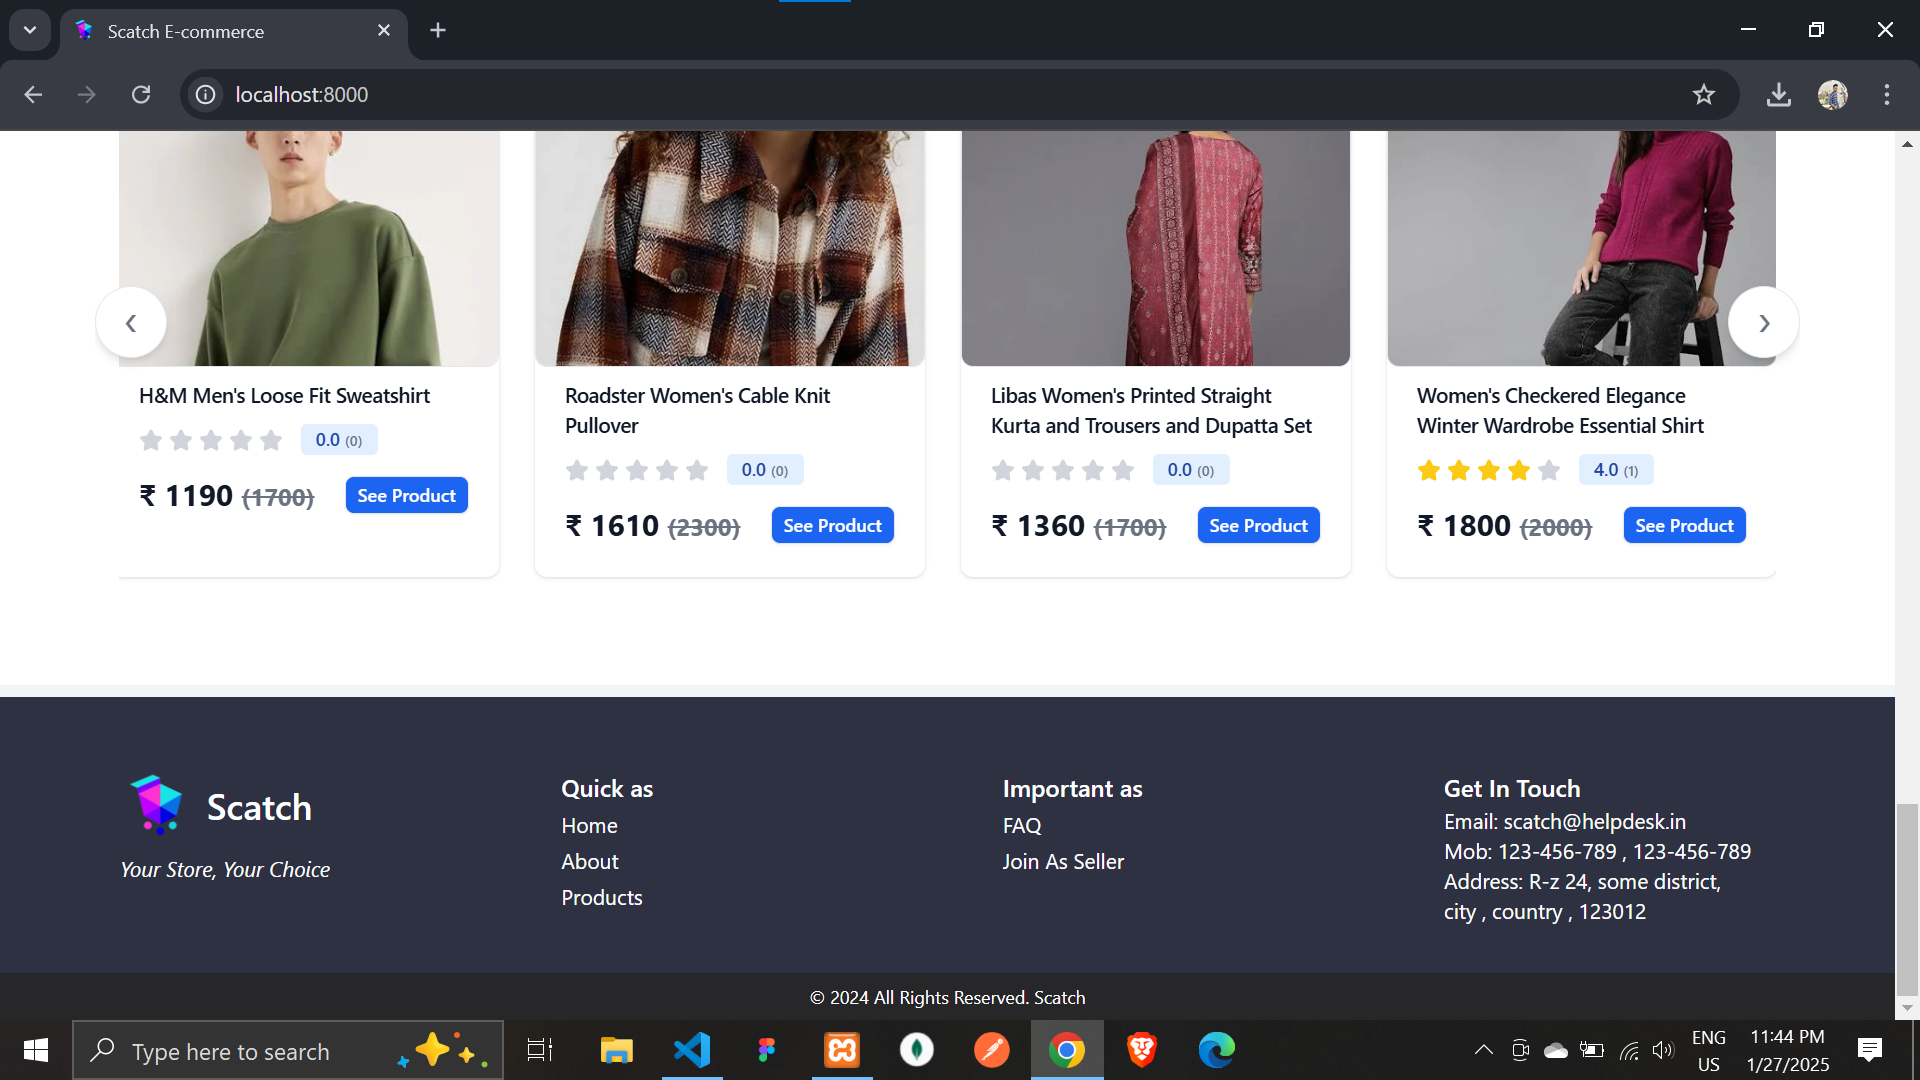 Scatch E-commerce
localhost:8000
H&M Men's Loose Fit Sweatshirt
0.0 (0)
₹ 1190 (1700)
See Product
Roadster Women's Cable Knit
Pullover
0.0 (0)
₹ 1610 (2300)
See Product
Libas Women's Printed Straight
Kurta and Trousers and Dupatta Set
0.0 (0)
₹ 1360 (1700)
See Product
Women's Checkered Elegance
Winter Wardrobe Essential Shirt
4.0 (1)
₹ 1800 (2000)
See Product
Scatch
Your Store, Your Choice
Quick as
Home
About
Products
Important as
FAQ
Join As Seller
Get In Touch
Email: scatch@helpdesk.in
Mob: 123-456-789 , 123-456-789
Address: R-z 24, some district,
city , country , 123012
© 2024 All Rights Reserved. Scatch
Type here to search
ENG
US
11:44 PM
1/27/2025